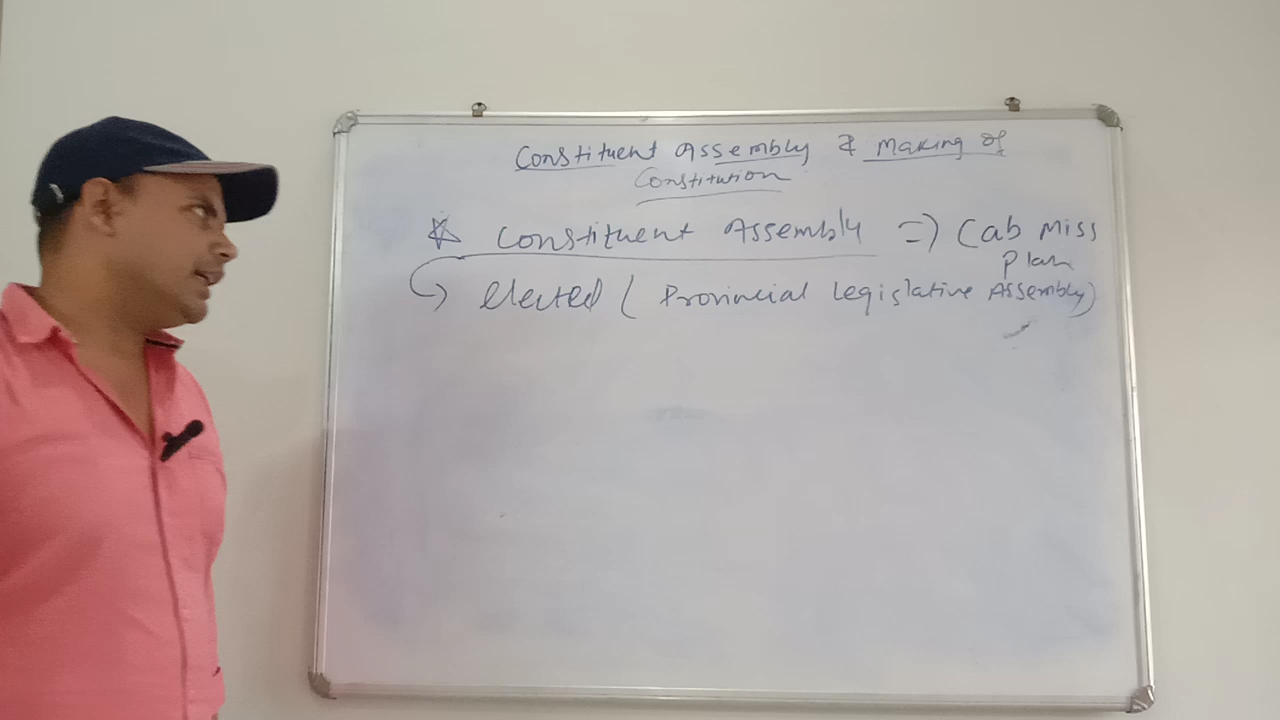 Constituent Assembly & Making of
Constitution
* Constituent Assembly => Cab Miss
Plan
elected (Provincial Legislative Assembly)